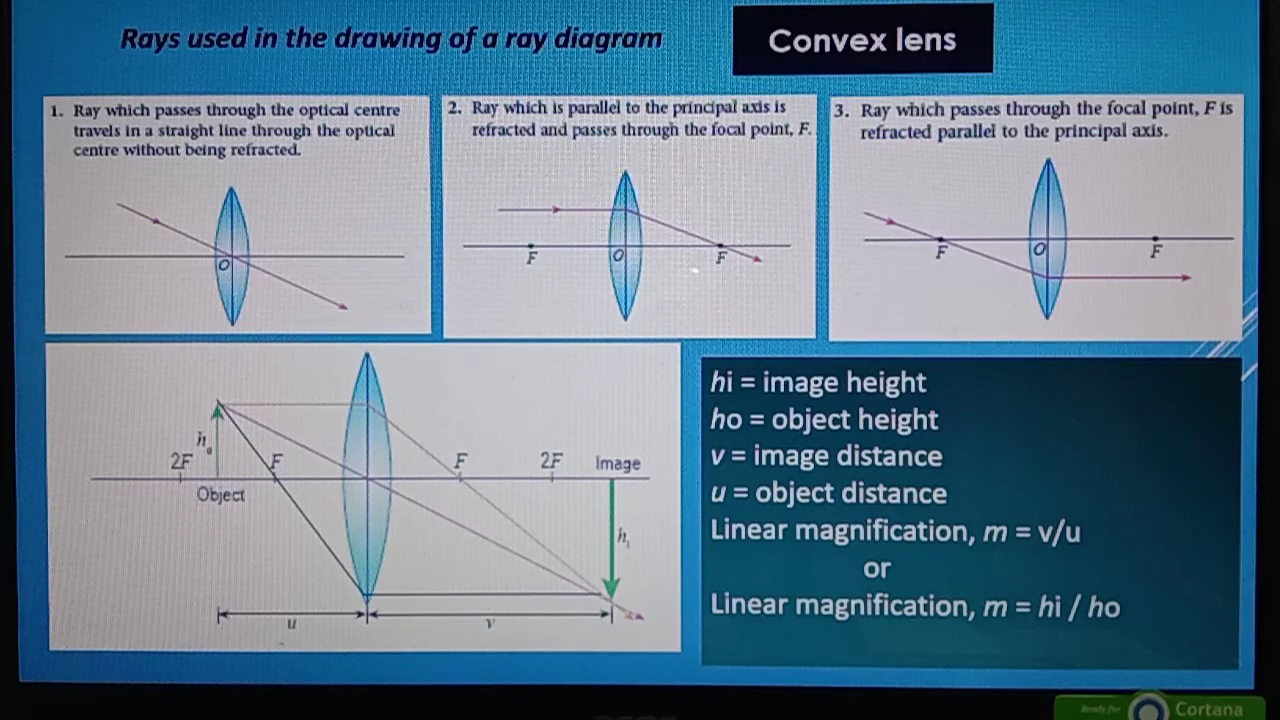 Rays used in the drawing of a ray diagram
Convex lens
1. Ray which passes through the optical centre
travels in a straight line through the optical
centre without being refracted.
O
2. Ray which is parallel to the principal axis is
refracted and passes through the focal point, F.
F
O
F
3. Ray which passes through the focal point, F is
refracted parallel to the principal axis.
F
O
F
hₒ
2F
F
F
2F
Image
Object
hᵢ
u
v
hi = image height
ho = object height
v = image distance
u = object distance
Linear magnification, m = v/u
or
Linear magnification, m = hi / ho
Ready for
Cortana